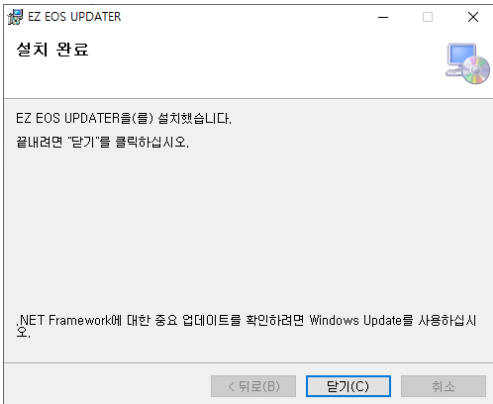 EZ EOS UPDATER
설치 완료
EZ EOS UPDATER을(를) 설치했습니다.
끝내려면 "닫기"를 클릭하십시오.
.NET Framework에 대한 중요 업데이트를 확인하려면 Windows Update를 사용하십시
오.
< 뒤로(B) 닫기(C) 취소